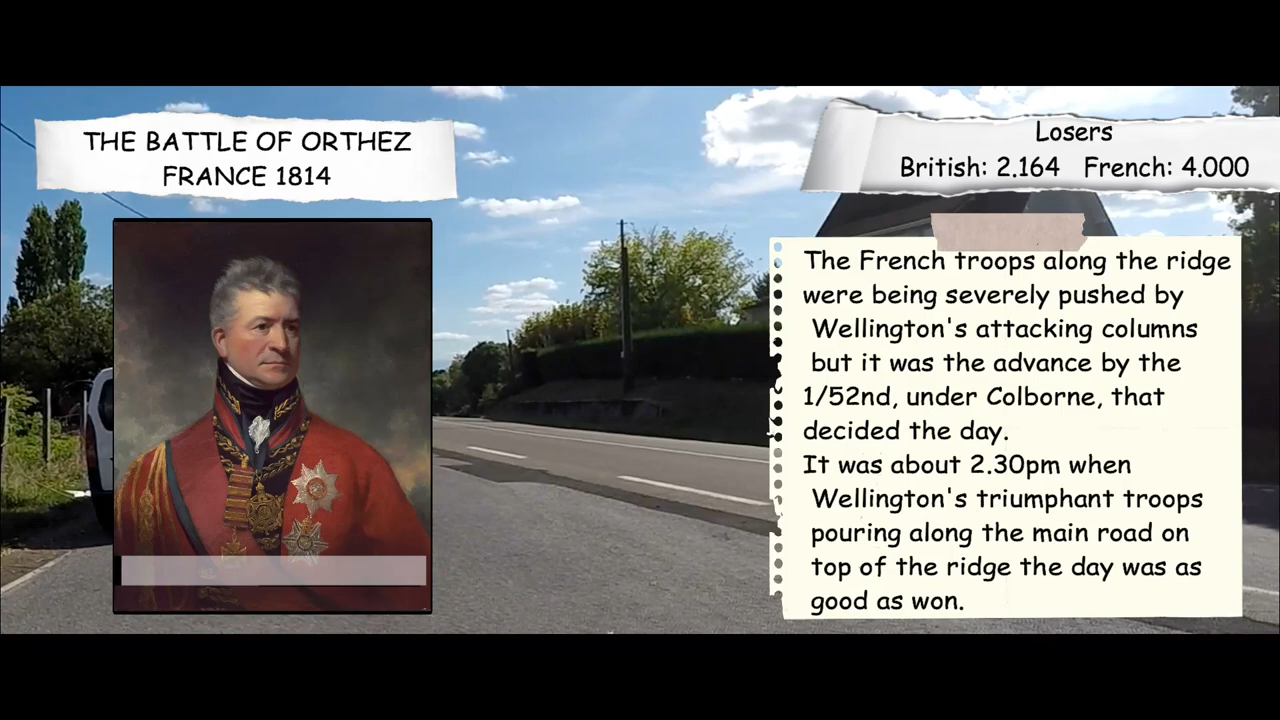 THE BATTLE OF ORTHEZ
FRANCE 1814
Losers
British: 2.164 French: 4.000
The French troops along the ridge
were being severely pushed by
Wellington's attacking columns
but it was the advance by the
1/52nd, under Colborne, that
decided the day.
It was about 2.30pm when
Wellington's triumphant troops
pouring along the main road on
top of the ridge the day was as
good as won.